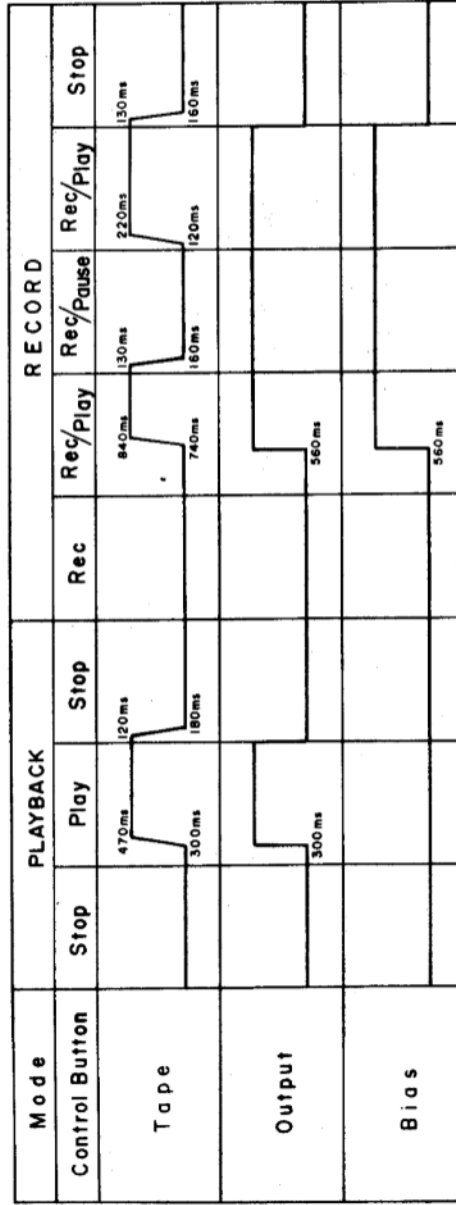 Mode PLAYBACK RECORD
Control Button Stop Play Stop Rec Rec/Play Rec/Pause Rec/Play Stop
470ms 120ms 840ms 130ms 220ms 130ms
Tape
300ms 180ms 740ms 160ms 120ms 160ms
Output
300ms 560ms
Bias
560ms